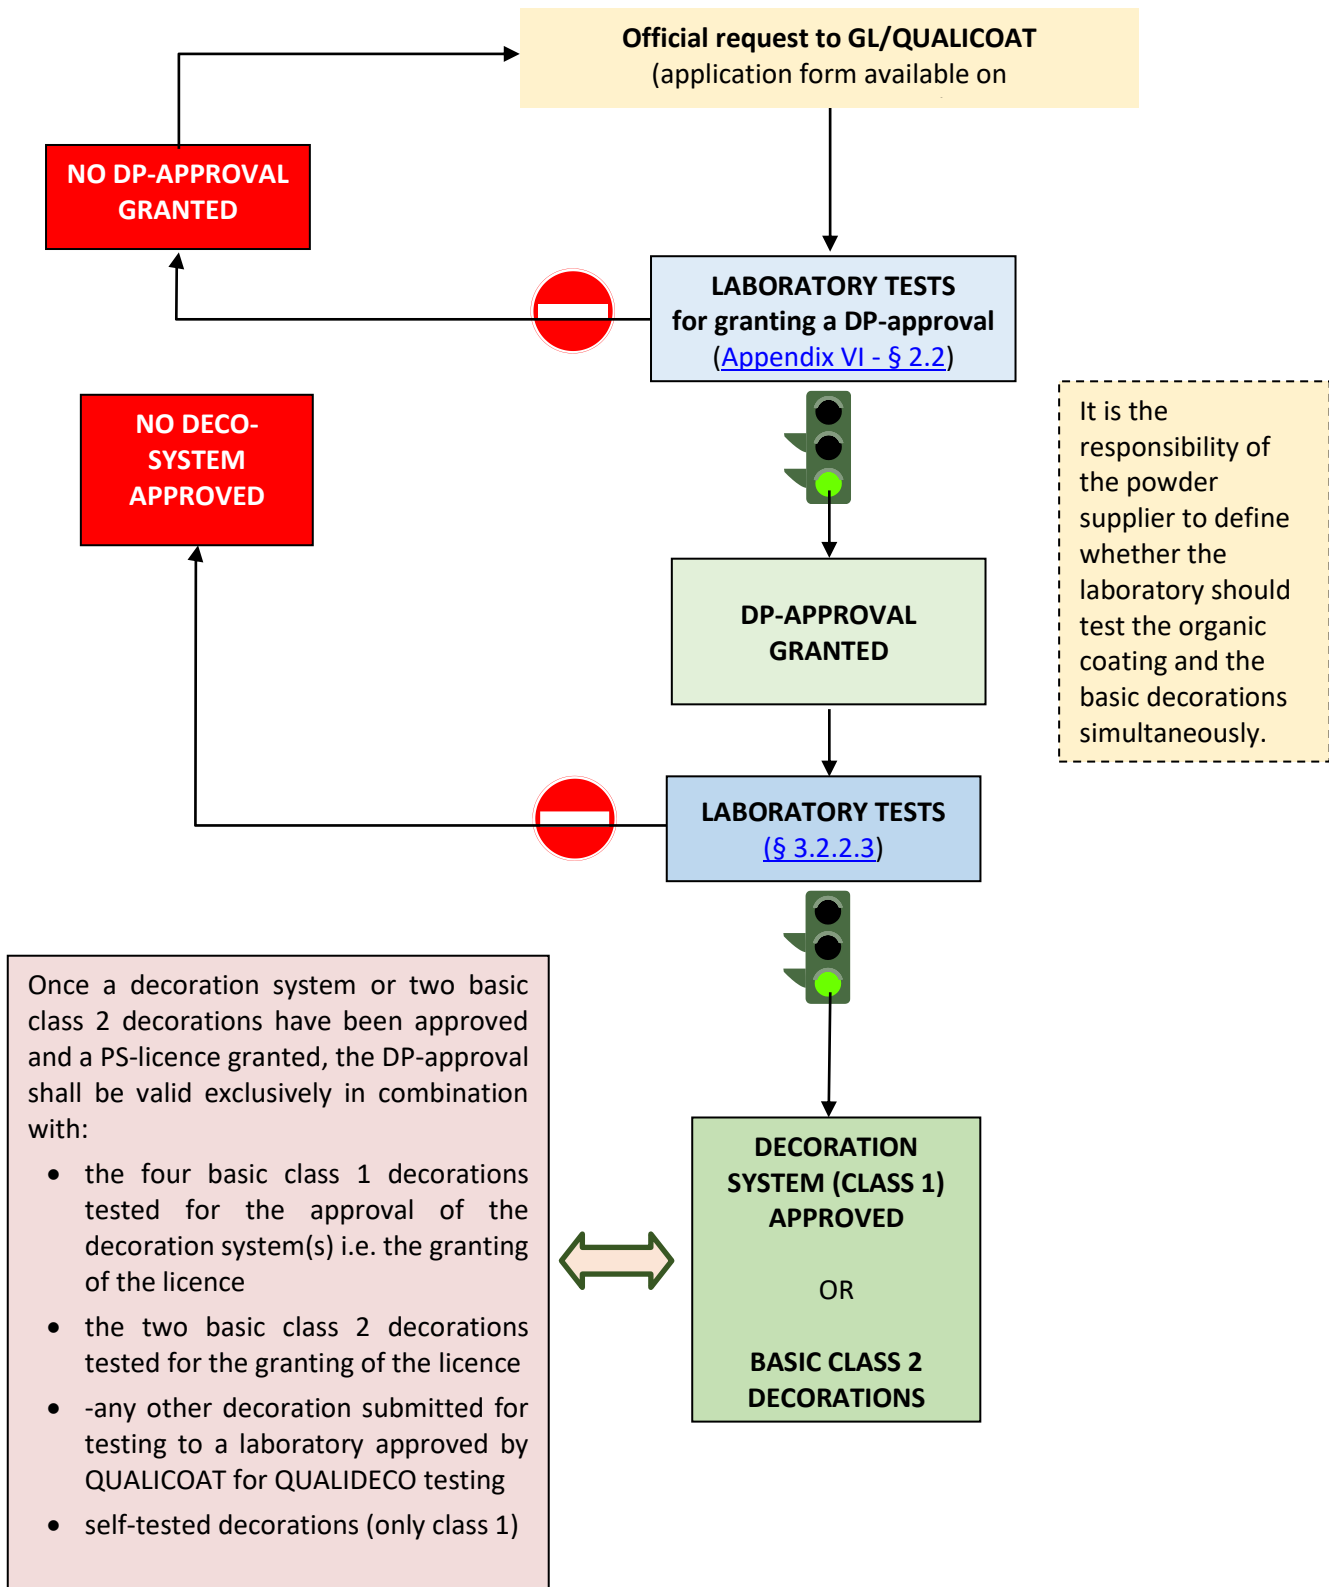 Official request to GL/QUALICOAT
(application form available on
NO DP-APPROVAL
GRANTED
LABORATORY TESTS
for granting a DP-approval
(Appendix VI - § 2.2)
NO DECO-
SYSTEM
APPROVED
It is the
responsibility of
the powder
supplier to define
whether the
laboratory should
test the organic
coating and the
basic decorations
simultaneously.
DP-APPROVAL
GRANTED
LABORATORY TESTS
(§ 3.2.2.3)
Once a decoration system or two basic
class 2 decorations have been approved
and a PS-licence granted, the DP-approval
shall be valid exclusively in combination
with:
• the four basic class 1 decorations
tested for the approval of the
decoration system(s) i.e. the granting
of the licence
• the two basic class 2 decorations
tested for the granting of the licence
• -any other decoration submitted for
testing to a laboratory approved by
QUALICOAT for QUALIDECO testing
• self-tested decorations (only class 1)
DECORATION
SYSTEM (CLASS 1)
APPROVED
OR
BASIC CLASS 2
DECORATIONS